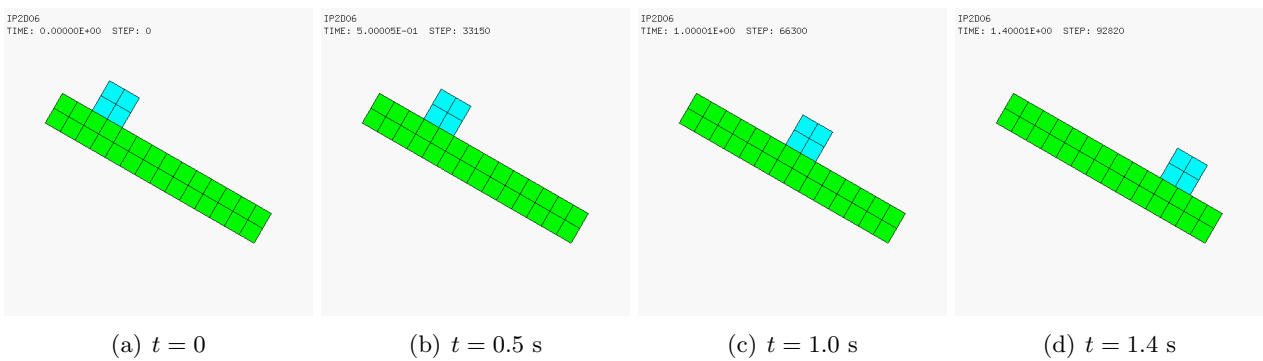 IP2D06
TIME: 0.00000E+00 STEP: 0
IP2D06
TIME: 5.00005E-01 STEP: 33150
IP2D06
TIME: 1.00001E+00 STEP: 66300
IP2D06
TIME: 1.40001E+00 STEP: 92820
(a) t = 0
(b) t = 0.5 s
(c) t = 1.0 s
(d) t = 1.4 s